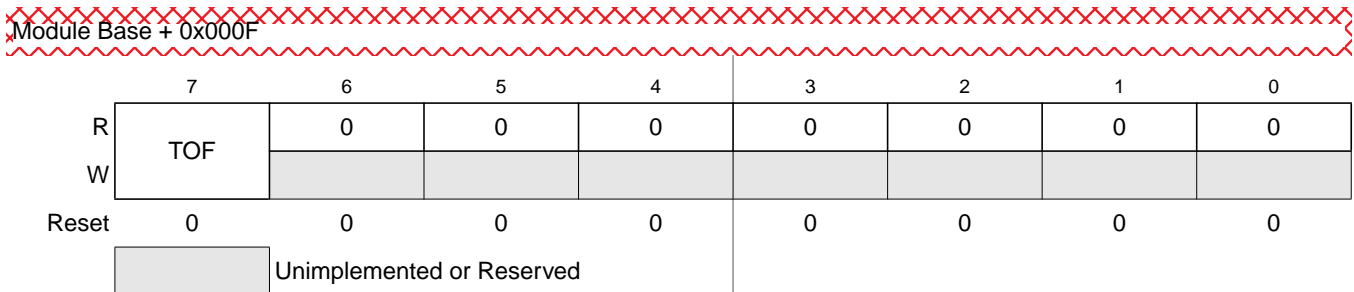 Module Base + 0x000F
7 6 5 4 3 2 1 0
R TOF 0 0 0 0 0 0 0
W
Reset 0 0 0 0 0 0 0 0
Unimplemented or Reserved